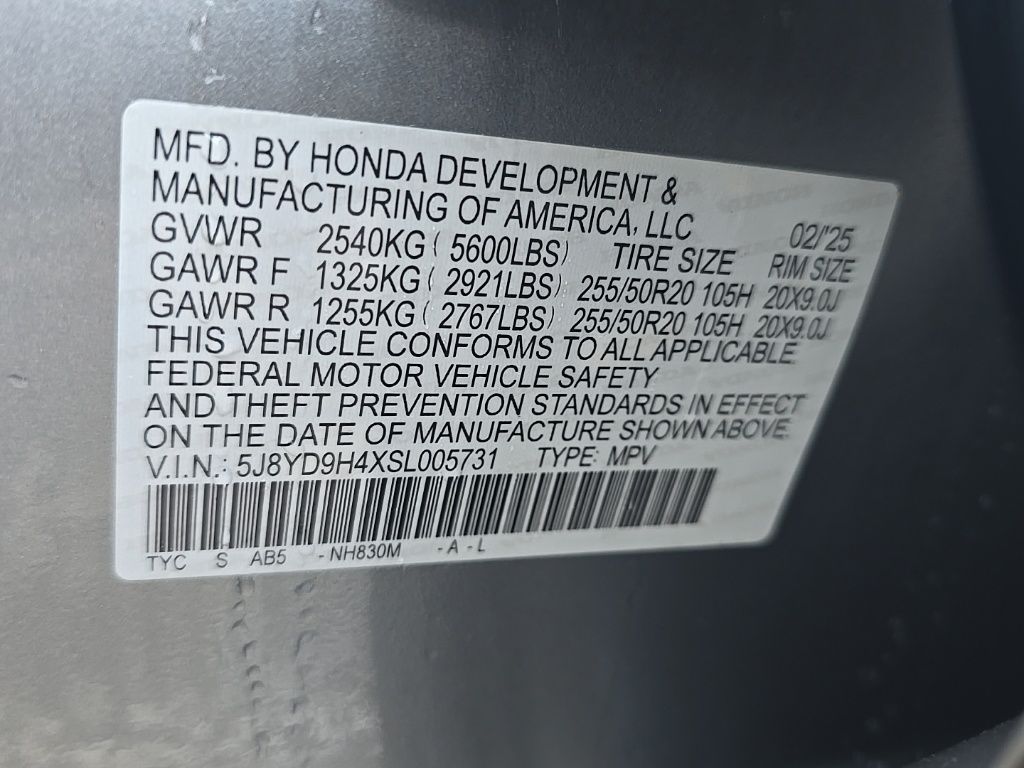 MFD. BY HONDA DEVELOPMENT &
MANUFACTURING OF AMERICA, LLC 02/'25
GVWR 2540KG ( 5600LBS) TIRE SIZE RIM SIZE
GAWR F 1325KG ( 2921LBS) 255/50R20 105H 20X9.0J
GAWR R 1255KG ( 2767LBS) 255/50R20 105H 20X9.0J
THIS VEHICLE CONFORMS TO ALL APPLICABLE
FEDERAL MOTOR VEHICLE SAFETY
AND THEFT PREVENTION STANDARDS IN EFFECT
ON THE DATE OF MANUFACTURE SHOWN ABOVE.
V.I.N.: 5J8YD9H4XSL005731 TYPE: MPV
TYC S AB5 - NH830M - A - L